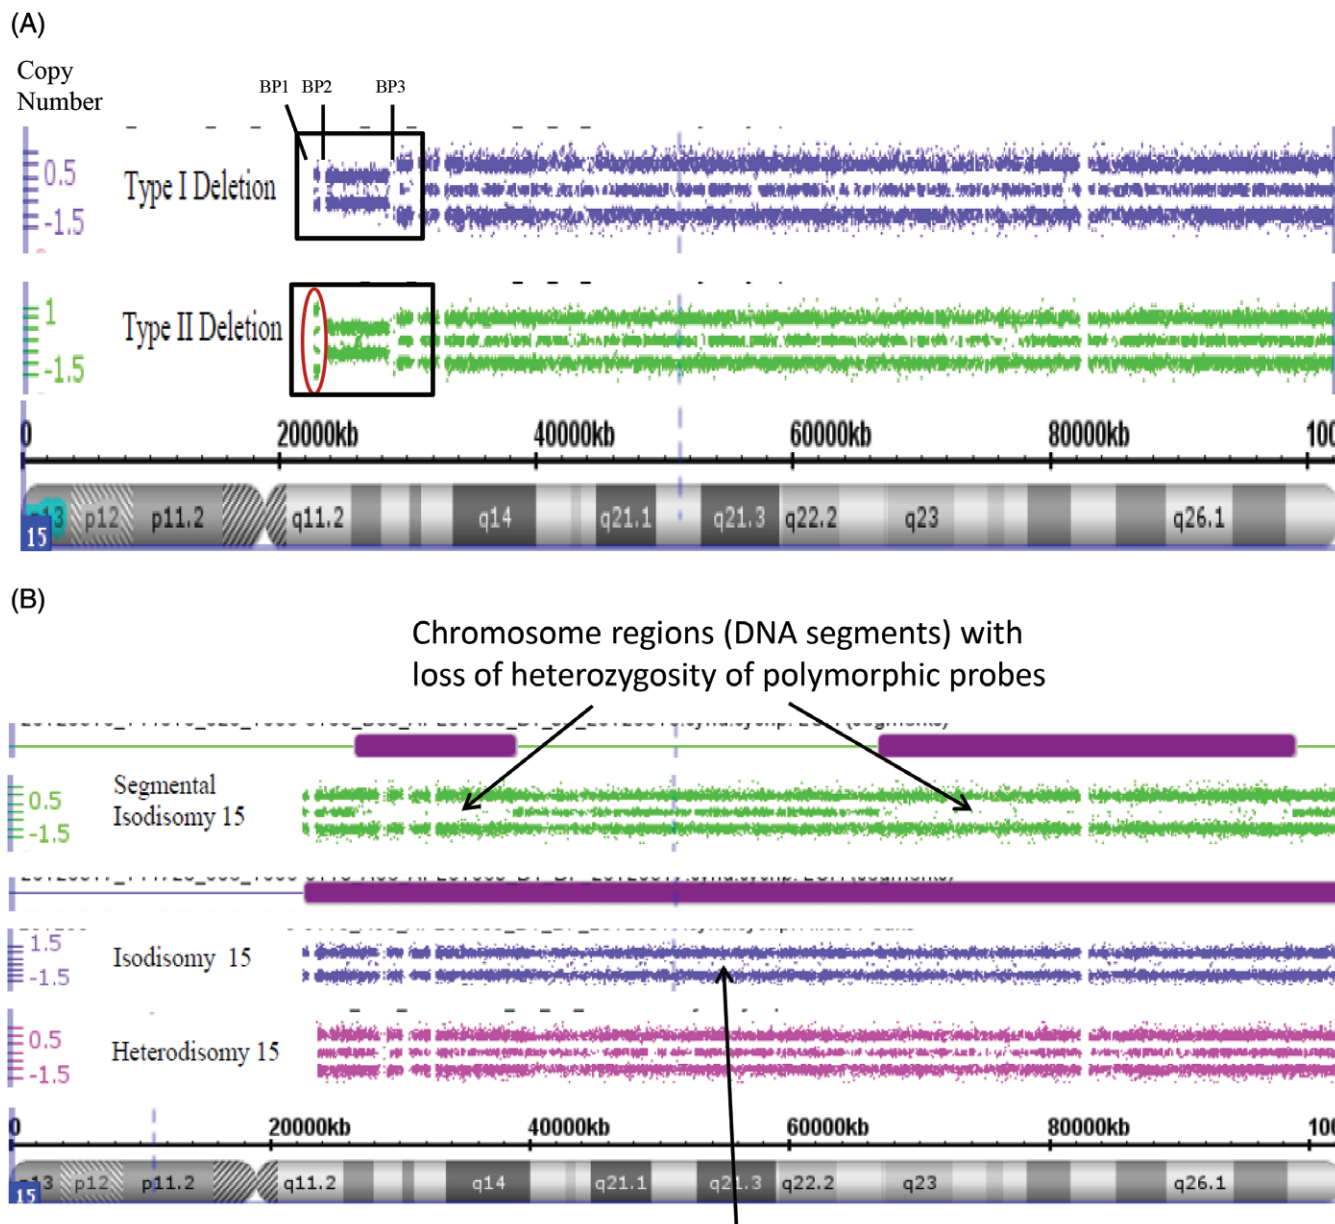 (A)
Copy
Number
BP1 BP2 BP3
0.5
-1.5
Type I Deletion
1
-1.5
Type II Deletion
0 20000kb 40000kb 60000kb 80000kb 100
p12 p11.2 q11.2 q14 q21.1 q21.3 q22.2 q23 q26.1
15
(B)
Chromosome regions (DNA segments) with
loss of heterozygosity of polymorphic probes
Segmental
Isodisomy 15
0.5
-1.5
1.5
-1.5
Isodisomy 15
0.5
-1.5
Heterodisomy 15
0 20000kb 40000kb 60000kb 80000kb 100
p12 p11.2 q11.2 q14 q21.1 q21.3 q22.2 q23 q26.1
15